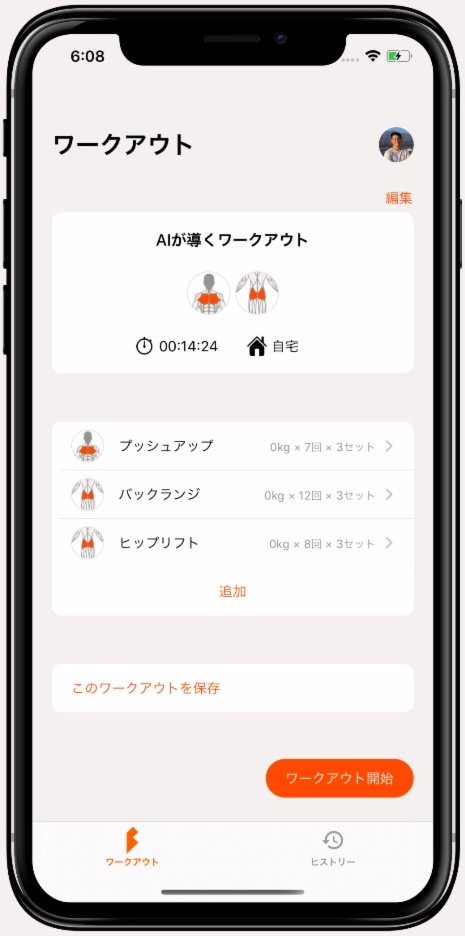 6:08
ワークアウト
編集
AIが導くワークアウト
00:14:24 自宅
プッシュアップ 0kg × 7回 × 3セット
バックランジ 0kg × 12回 × 3セット
ヒップリフト 0kg × 8回 × 3セット
追加
このワークアウトを保存
ワークアウト開始
ワークアウト ヒストリー